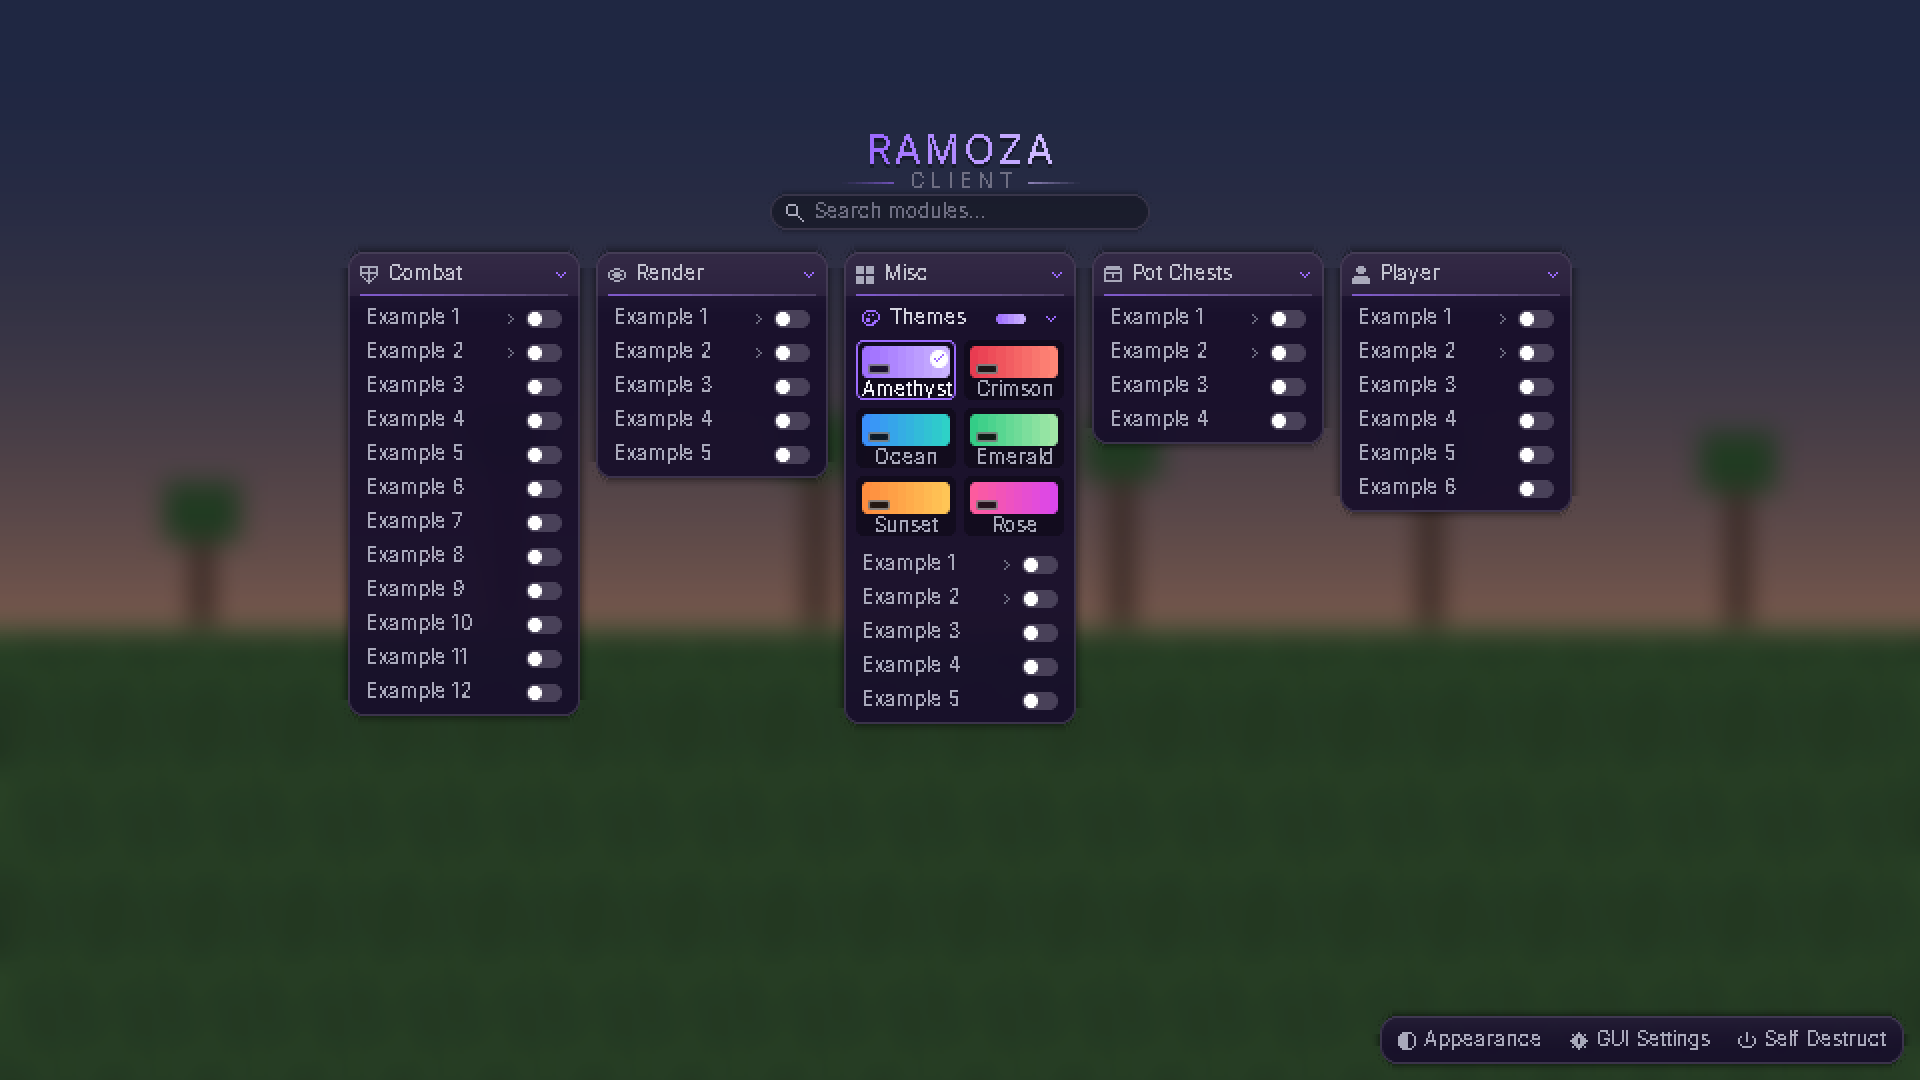 RAMOZA
CLIENT
Search modules...
Combat
Example 1
Example 2
Example 3
Example 4
Example 5
Example 6
Example 7
Example 8
Example 9
Example 10
Example 11
Example 12
Render
Example 1
Example 2
Example 3
Example 4
Example 5
Misc
Themes
Amethyst
Crimson
Ocean
Emerald
Sunset
Rose
Example 1
Example 2
Example 3
Example 4
Example 5
Pot Chests
Example 1
Example 2
Example 3
Example 4
Player
Example 1
Example 2
Example 3
Example 4
Example 5
Example 6
Appearance
GUI Settings
Self Destruct